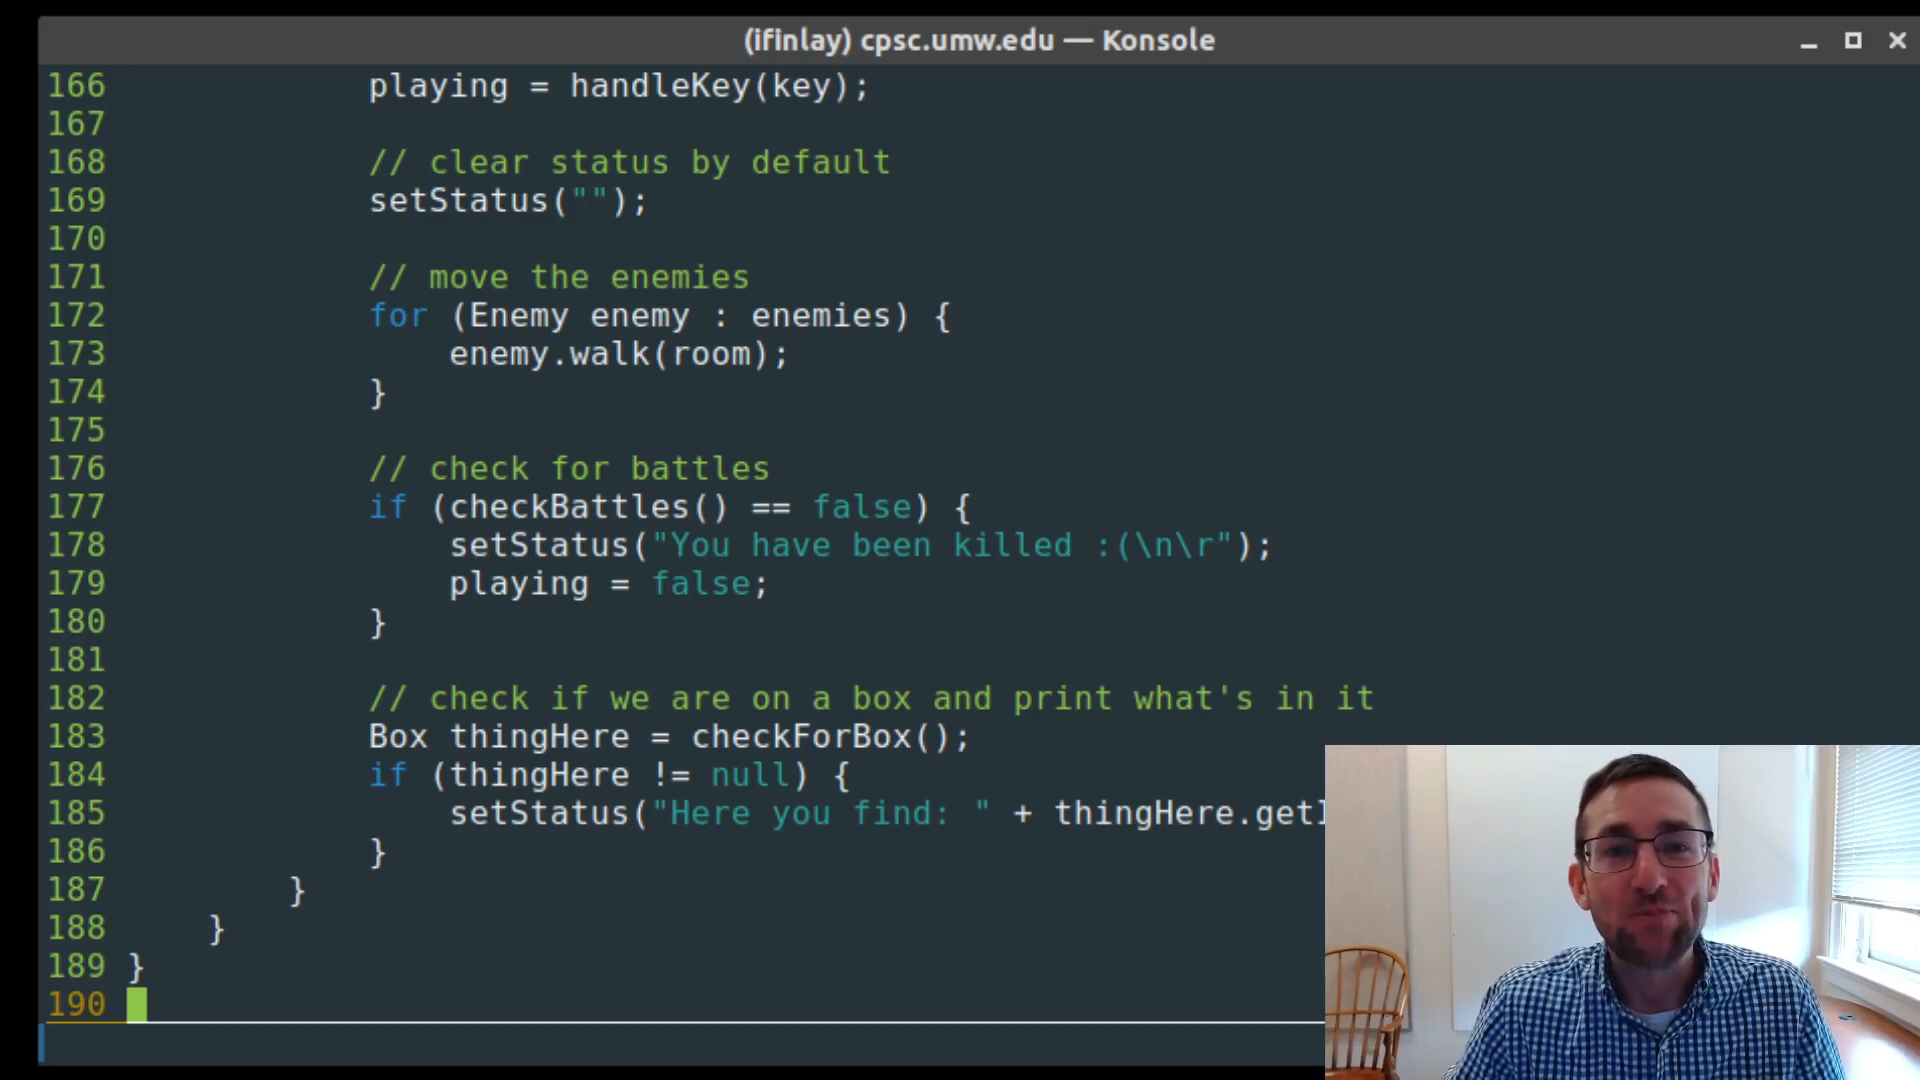 (ifinlay) cpsc.umw.edu — Konsole
166 playing = handleKey(key);
167
168 // clear status by default
169 setStatus("");
170
171 // move the enemies
172 for (Enemy enemy : enemies) {
173 enemy.walk(room);
174 }
175
176 // check for battles
177 if (checkBattles() == false) {
178 setStatus("You have been killed :(\n\r");
179 playing = false;
180 }
181
182 // check if we are on a box and print what's in it
183 Box thingHere = checkForBox();
184 if (thingHere != null) {
185 setStatus("Here you find: " + thingHere.get
186 }
187 }
188 }
189 }
190